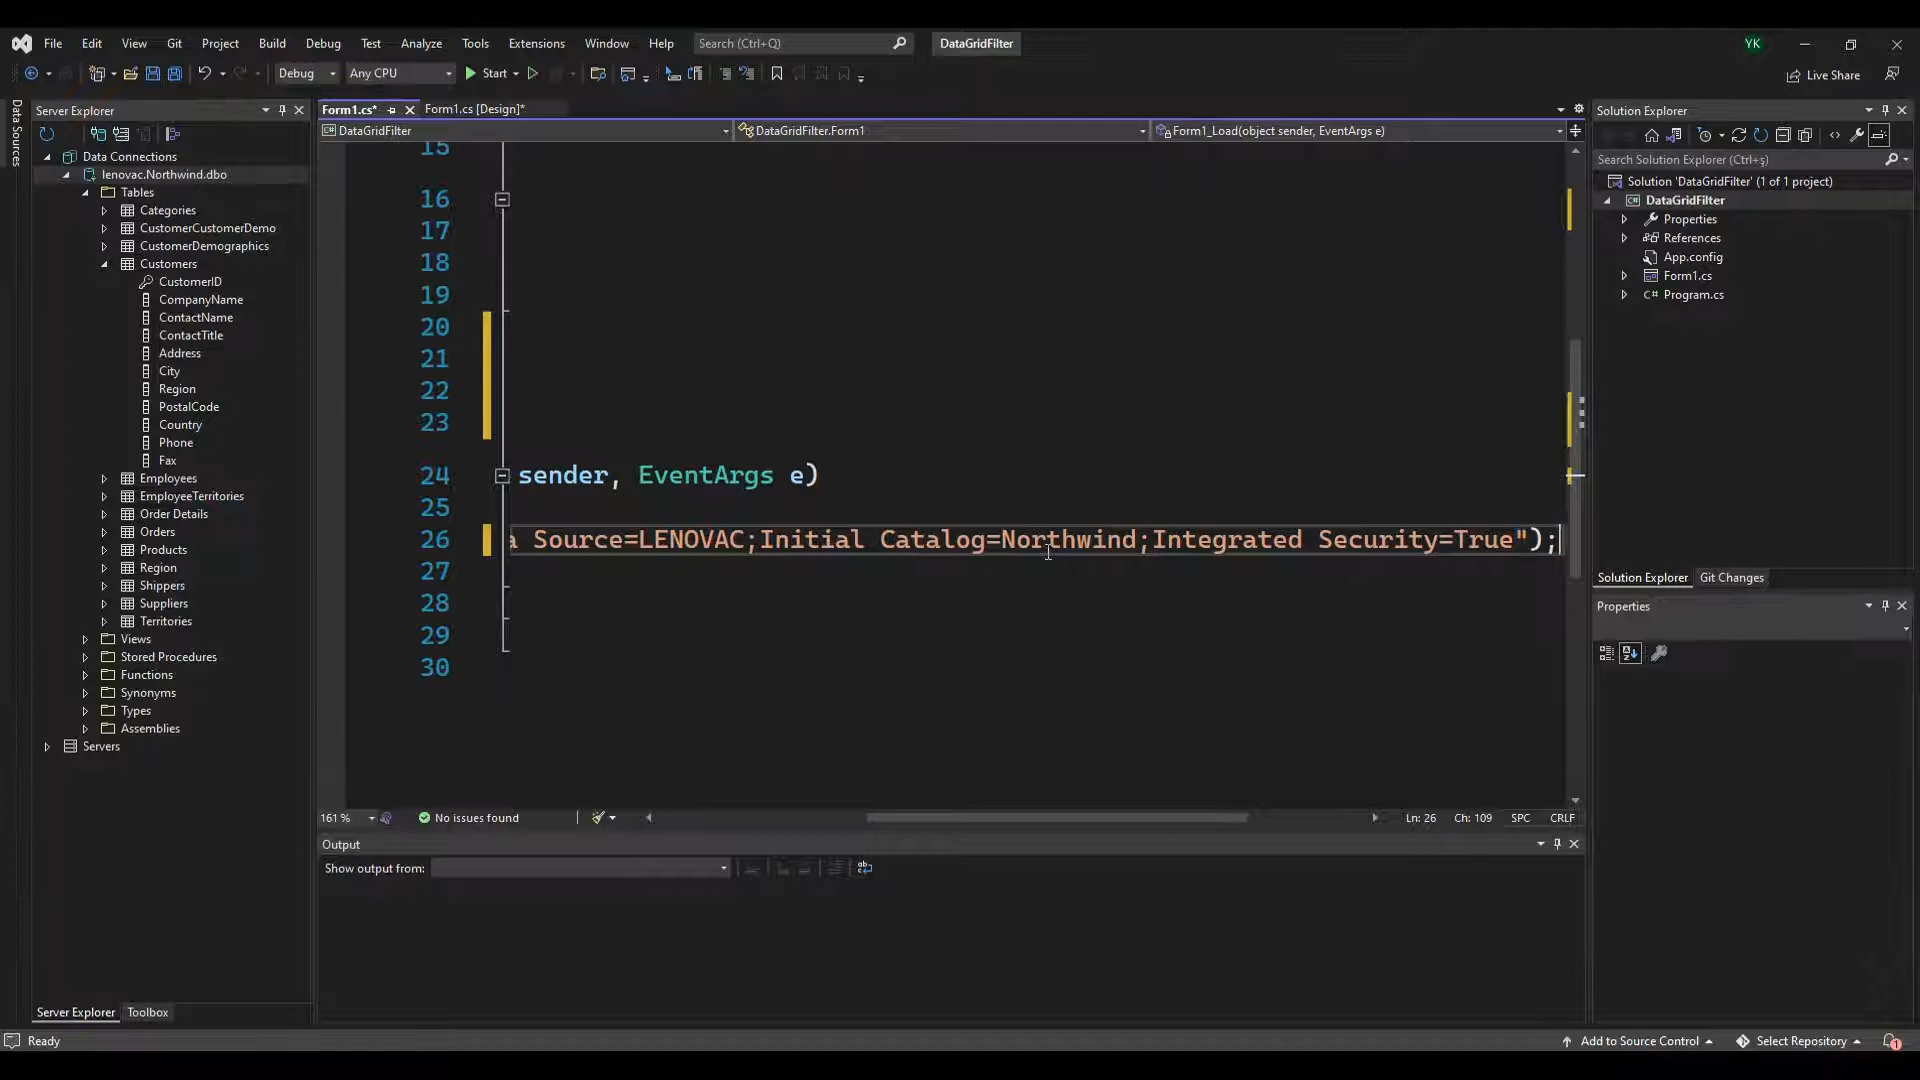 File Edit View Git Project Build Debug Test Analyze Tools Extensions Window Help Search (Ctrl+Q) DataGridFilter YK
Debug Any CPU Start Live Share
Data Sources
Server Explorer
Data Connections
lenovac.Northwind.dbo
Tables
Categories
CustomerCustomerDemo
CustomerDemographics
Customers
CustomerID
CompanyName
ContactName
ContactTitle
Address
City
Region
PostalCode
Country
Phone
Fax
Employees
EmployeeTerritories
Order Details
Orders
Products
Region
Shippers
Suppliers
Territories
Views
Stored Procedures
Functions
Synonyms
Types
Assemblies
Servers
Server Explorer Toolbox
Form1.cs* Form1.cs [Design]*
DataGridFilter DataGridFilter.Form1 Form1_Load(object sender, EventArgs e)
15
16
17
18
19
20
21
22
23
24 sender, EventArgs e)
25
26 a Source=LENOVAC;Initial Catalog=Northwind;Integrated Security=True");
27
28
29
30
161 % No issues found Ln: 26 Ch: 109 SPC CRLF
Output
Show output from:
Solution Explorer
Search Solution Explorer (Ctrl+ş)
Solution 'DataGridFilter' (1 of 1 project)
DataGridFilter
Properties
References
App.config
Form1.cs
C# Program.cs
Solution Explorer Git Changes
Properties
Ready Add to Source Control Select Repository 1